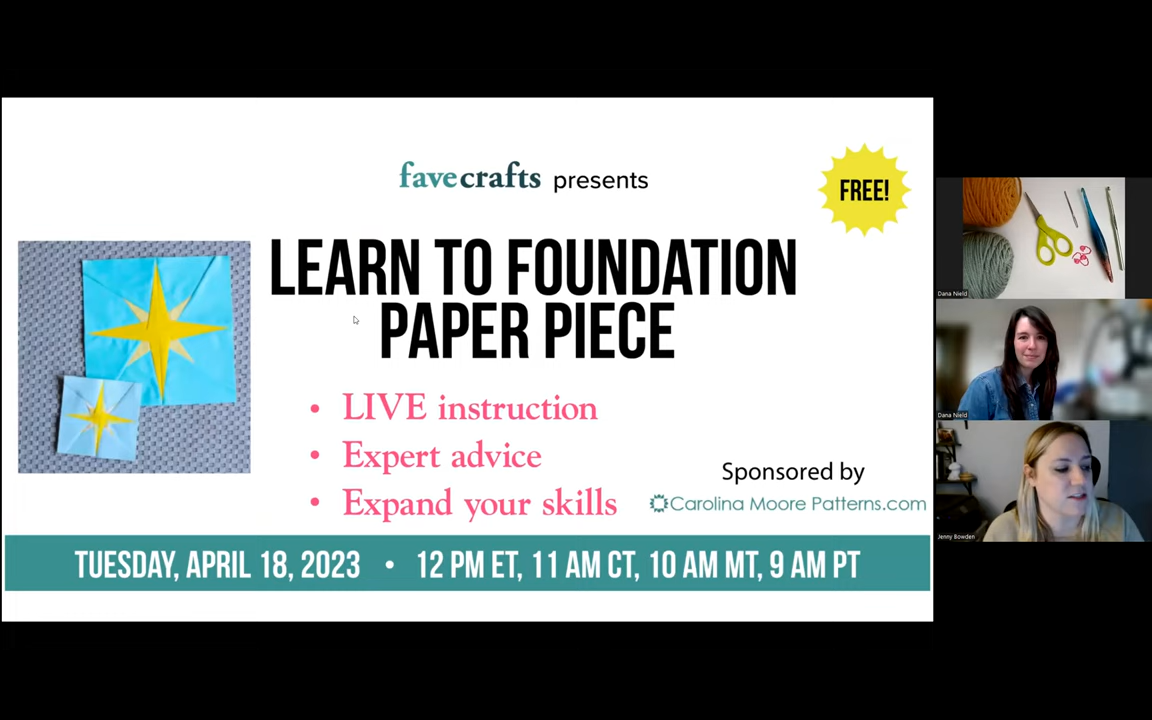 favecrafts presents
FREE!
LEARN TO FOUNDATION
PAPER PIECE
• LIVE instruction
• Expert advice
• Expand your skills
Sponsored by
Carolina Moore Patterns.com
TUESDAY, APRIL 18, 2023 • 12 PM ET, 11 AM CT, 10 AM MT, 9 AM PT
Dana Nield
Dana Nield
Jenny Bowden